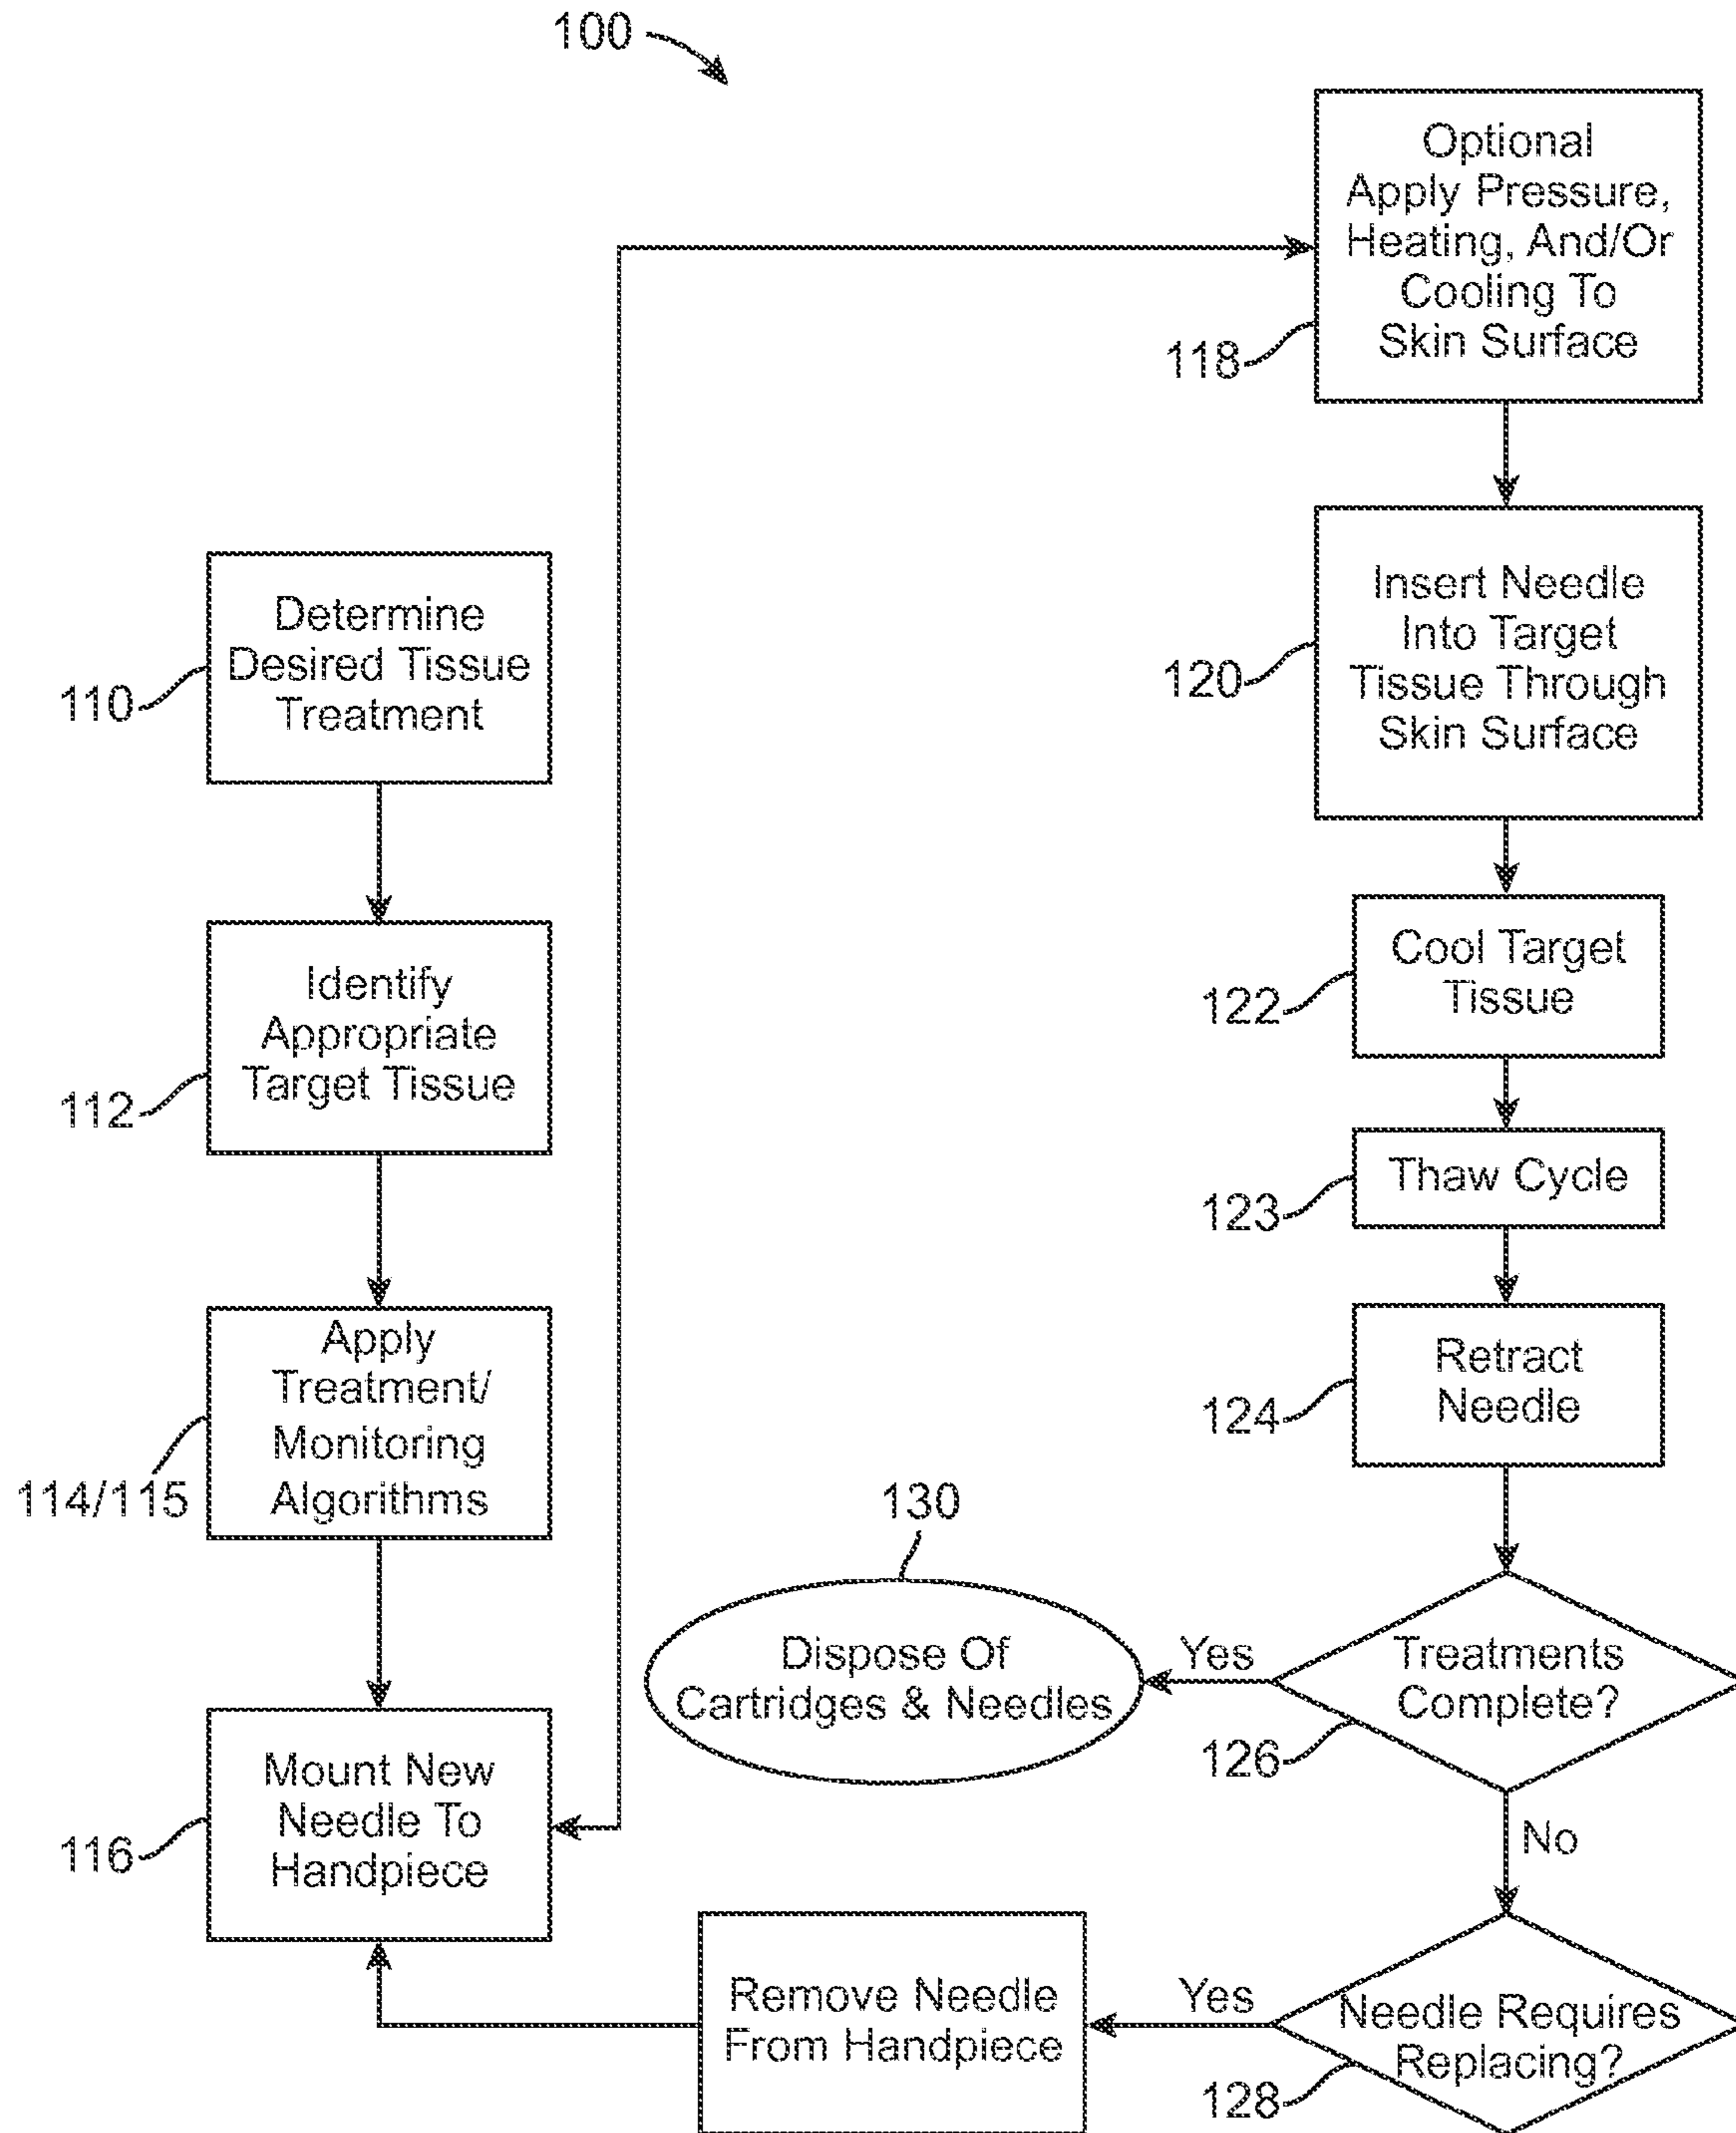 100
Determine
Desired Tissue
Treatment
110
Identify
Appropriate
Target Tissue
112
Apply
Treatment/
Monitoring
Algorithms
114/115
Mount New
Needle To
Handpiece
116
Optional
Apply Pressure,
Heating, And/Or
Cooling To
Skin Surface
118
Insert Needle
Into Target
Tissue Through
Skin Surface
120
Cool Target
Tissue
122
Thaw Cycle
123
Retract
Needle
124
Treatments
Complete?
126
Yes
130
Dispose Of
Cartridges & Needles
No
Needle Requires
Replacing?
128
Yes
Remove Needle
From Handpiece